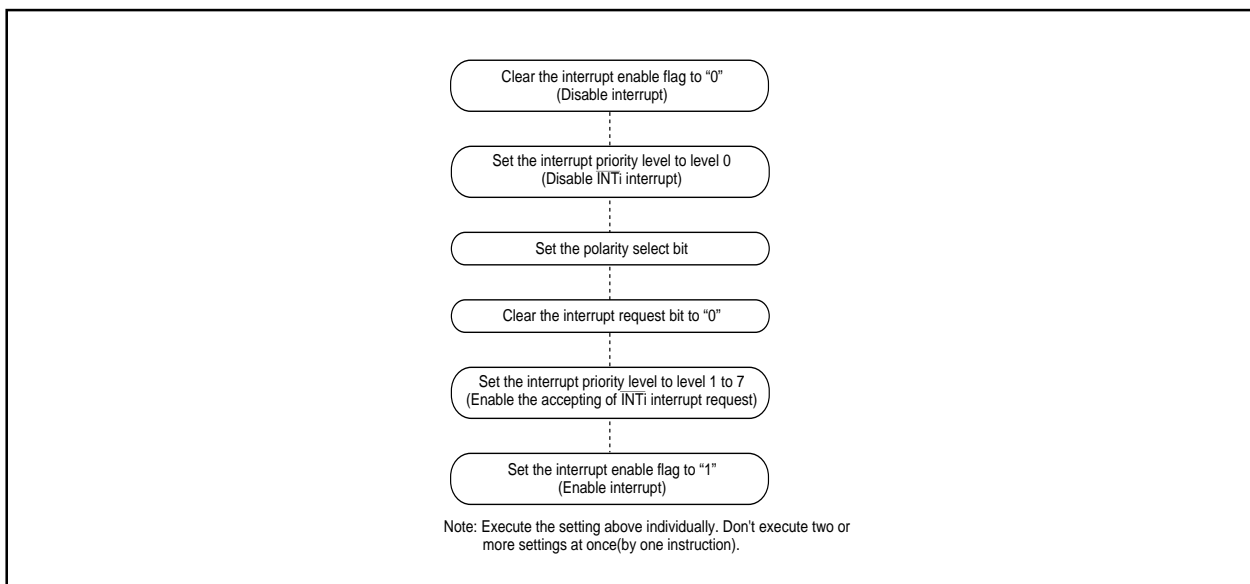 Clear the interrupt enable flag to “0”
(Disable interrupt)
Set the interrupt priority level to level 0
(Disable I̅N̅T̅i interrupt)
Set the polarity select bit
Clear the interrupt request bit to “0”
Set the interrupt priority level to level 1 to 7
(Enable the accepting of I̅N̅T̅i interrupt request)
Set the interrupt enable flag to “1”
(Enable interrupt)
Note: Execute the setting above individually. Don’t execute two or
more settings at once(by one instruction).